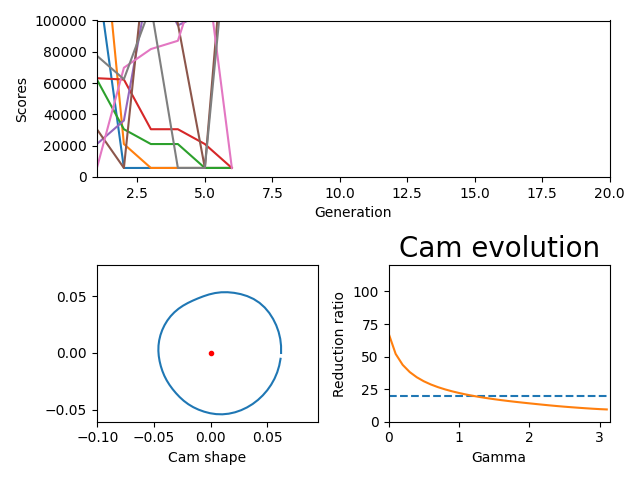 100000
80000
60000
40000
20000
0
Scores
2.5 5.0 7.5 10.0 12.5 15.0 17.5 20.0
Generation
Cam evolution
0.05
0.00
−0.05
−0.10 −0.05 0.00 0.05
Cam shape
Reduction ratio
100
75
50
25
0
0 1 2 3
Gamma